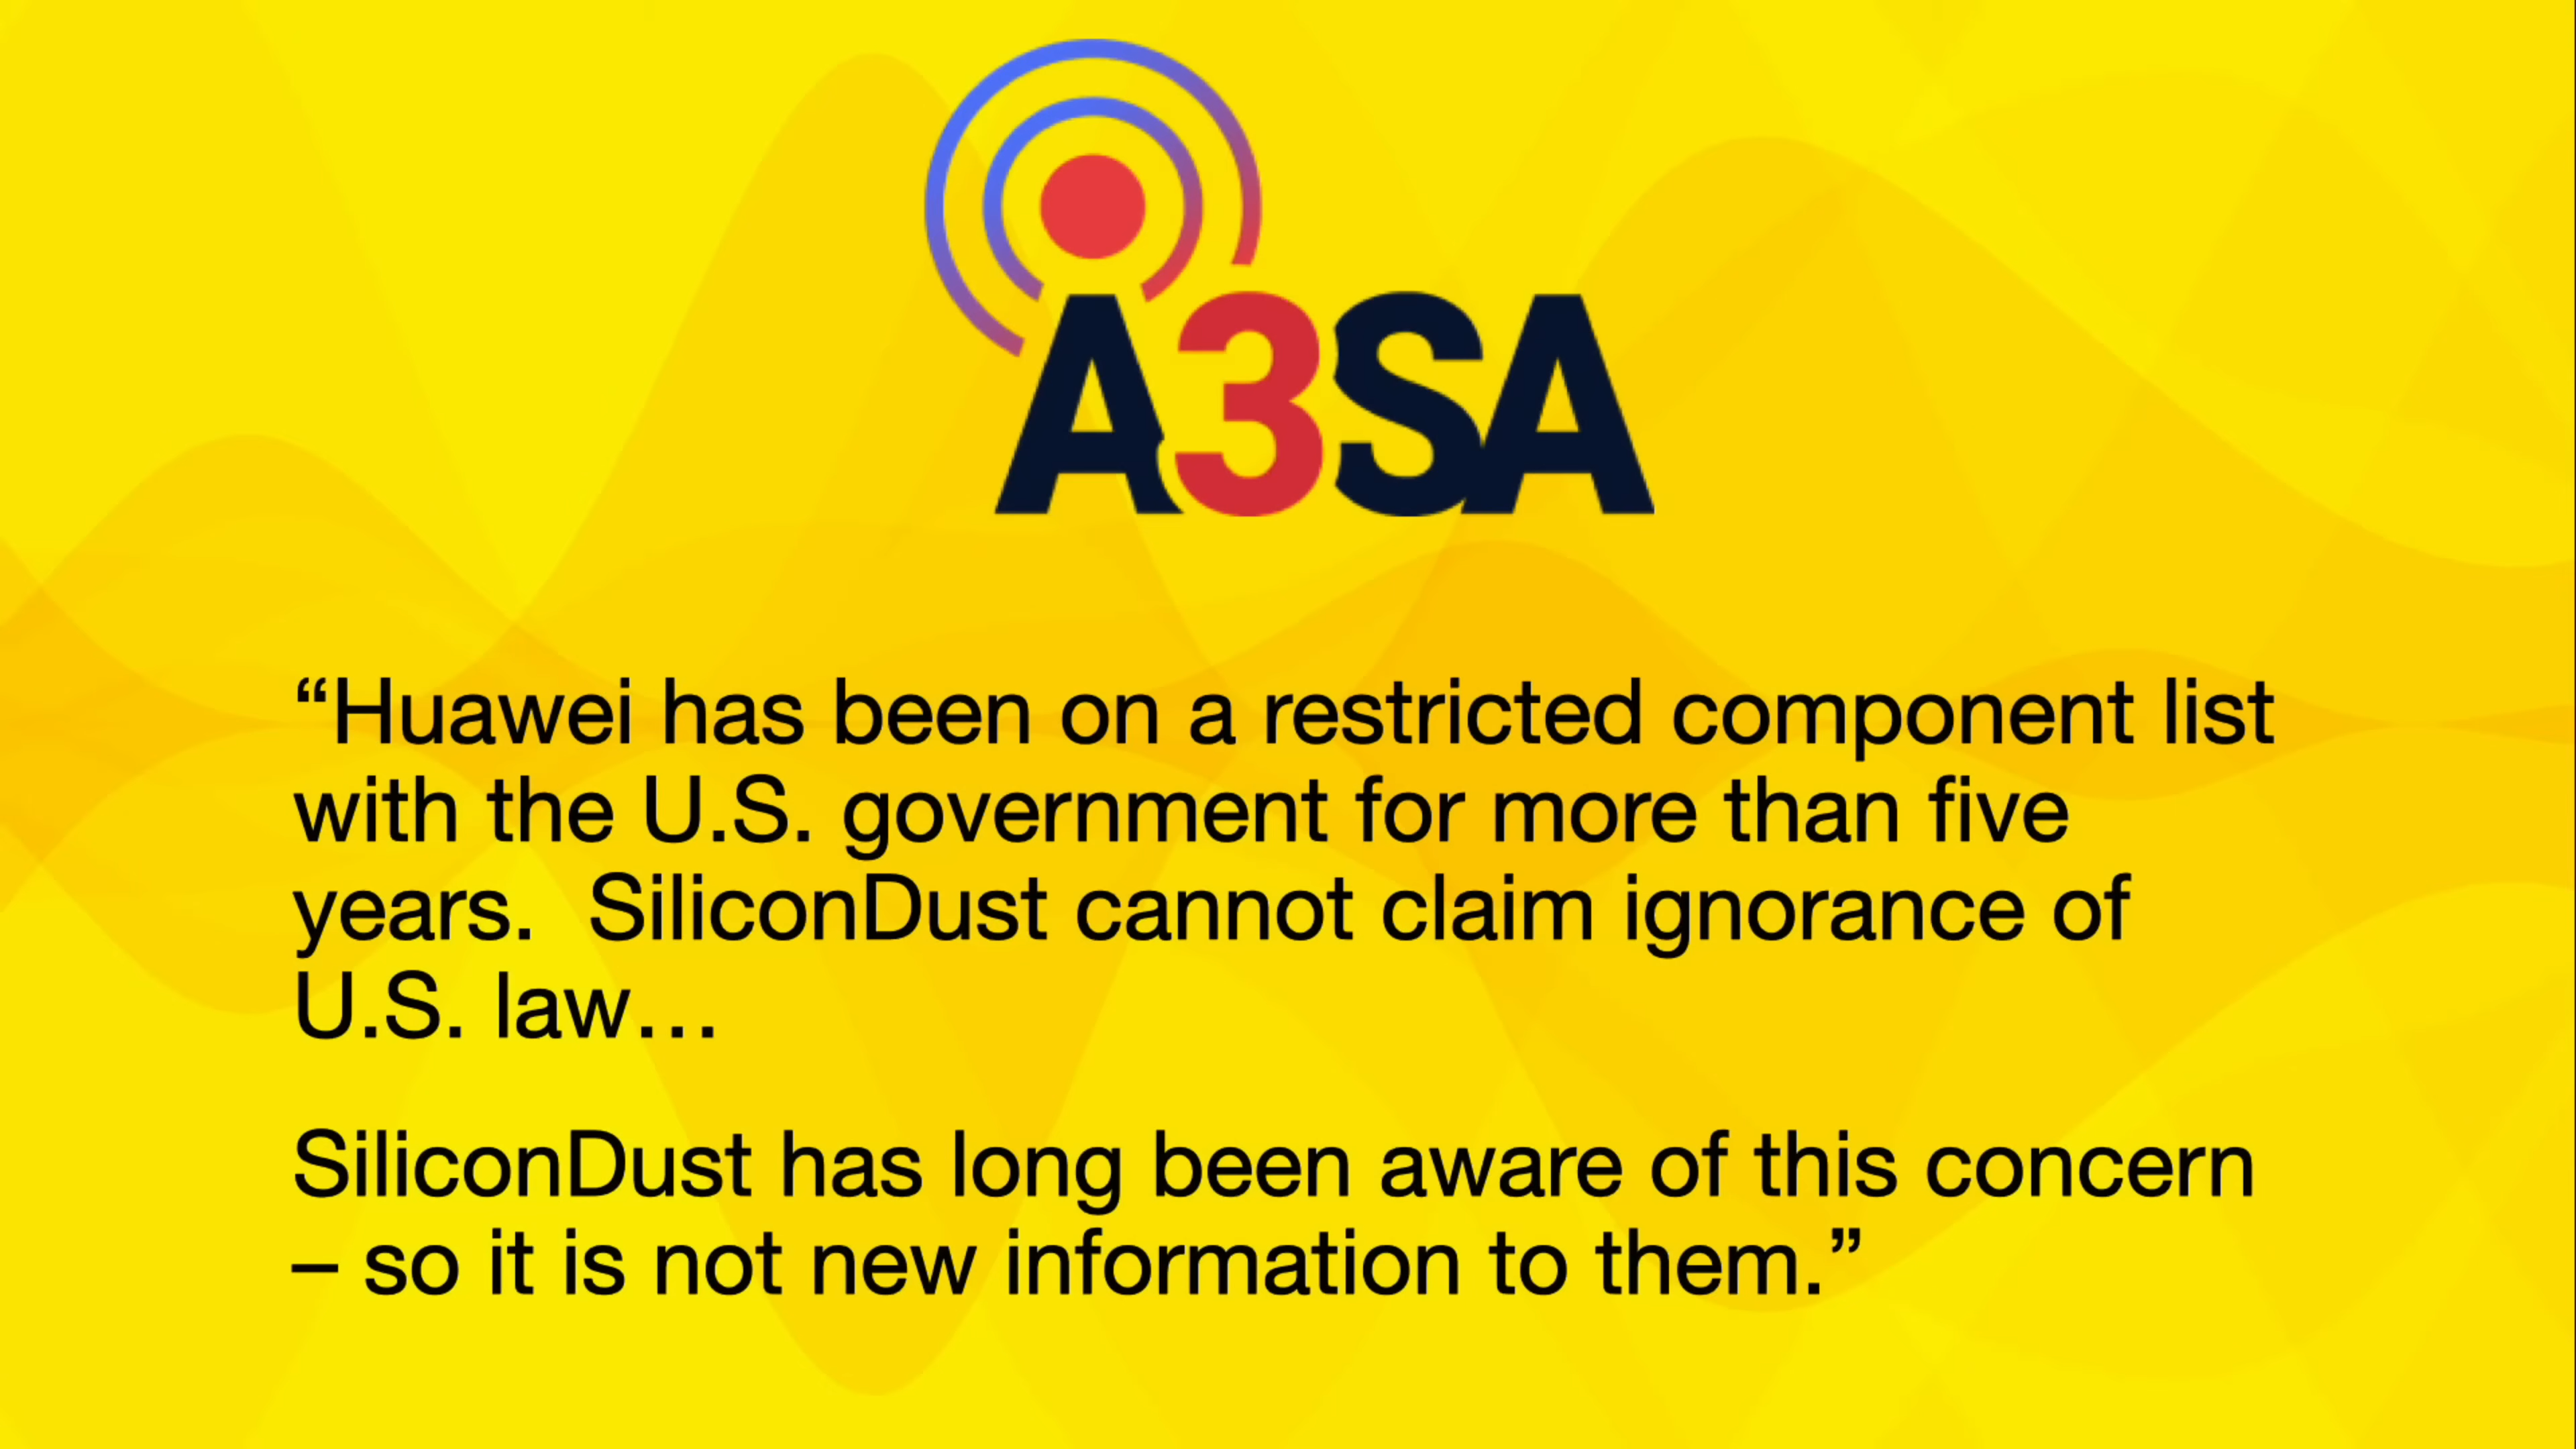 A3SA
“Huawei has been on a restricted component list
with the U.S. government for more than five
years.  SiliconDust cannot claim ignorance of
U.S. law…
SiliconDust has long been aware of this concern
– so it is not new information to them.”